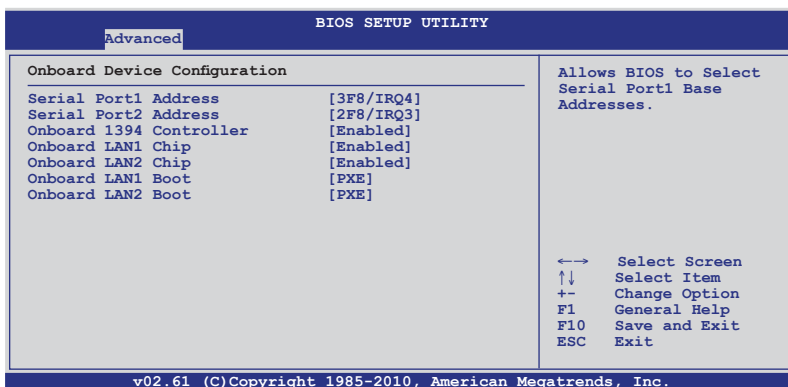 BIOS SETUP UTILITY
Advanced
Onboard Device Configuration
Serial Port1 Address [3F8/IRQ4]
Serial Port2 Address [2F8/IRQ3]
Onboard 1394 Controller [Enabled]
Onboard LAN1 Chip [Enabled]
Onboard LAN2 Chip [Enabled]
Onboard LAN1 Boot [PXE]
Onboard LAN2 Boot [PXE]
Allows BIOS to Select
Serial Port1 Base
Addresses.
←→ Select Screen
↑↓ Select Item
+- Change Option
F1 General Help
F10 Save and Exit
ESC Exit
v02.61 (C)Copyright 1985-2010, American Megatrends, Inc.